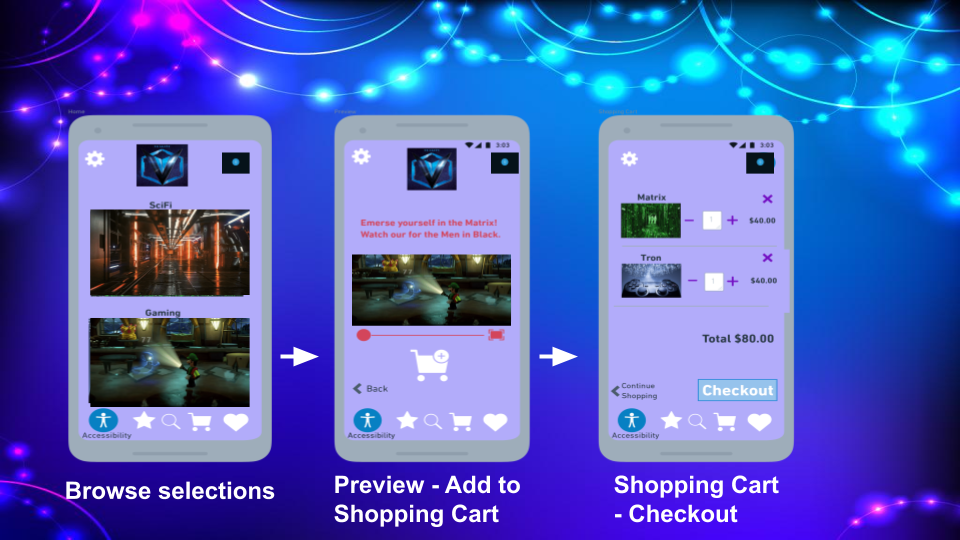 Home
SciFi
Gaming
Accessibility
Browse selections
Preview
3:03
Emerse yourself in the Matrix!
Watch our for the Men in Black.
Back
Accessibility
Preview - Add to
Shopping Cart
Shopping Cart
3:03
Matrix
1
$40.00
Tron
1
$40.00
Total $80.00
Continue
Shopping
Checkout
Accessibility
Shopping Cart
- Checkout